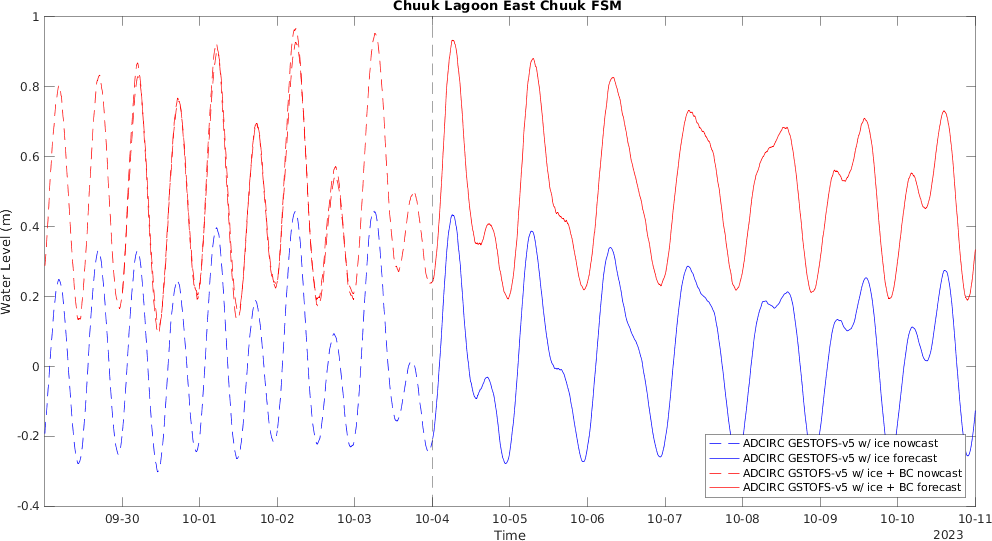 Chuuk Lagoon East Chuuk FSM
1
0.8
0.6
0.4
0.2
0
-0.2
-0.4
Water Level (m)
ADCIRC GESTOFS-v5 w/ ice nowcast
ADCIRC GESTOFS-v5 w/ ice forecast
ADCIRC GSTOFS-v5 w/ ice + BC nowcast
ADCIRC GSTOFS-v5 w/ ice + BC forecast
09-30 10-01 10-02 10-03 10-04 10-05 10-06 10-07 10-08 10-09 10-10 10-11
Time
2023